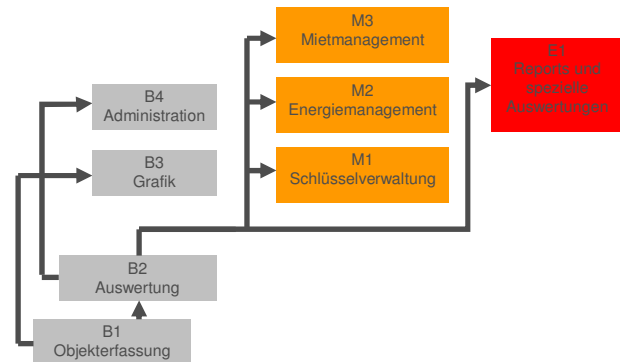 M3
Mietmanagement
E1
Reports und
spezielle
Auswertungen
M2
Energiemanagement
B4
Administration
M1
Schlüsselverwaltung
B3
Grafik
B2
Auswertung
B1
Objekterfassung